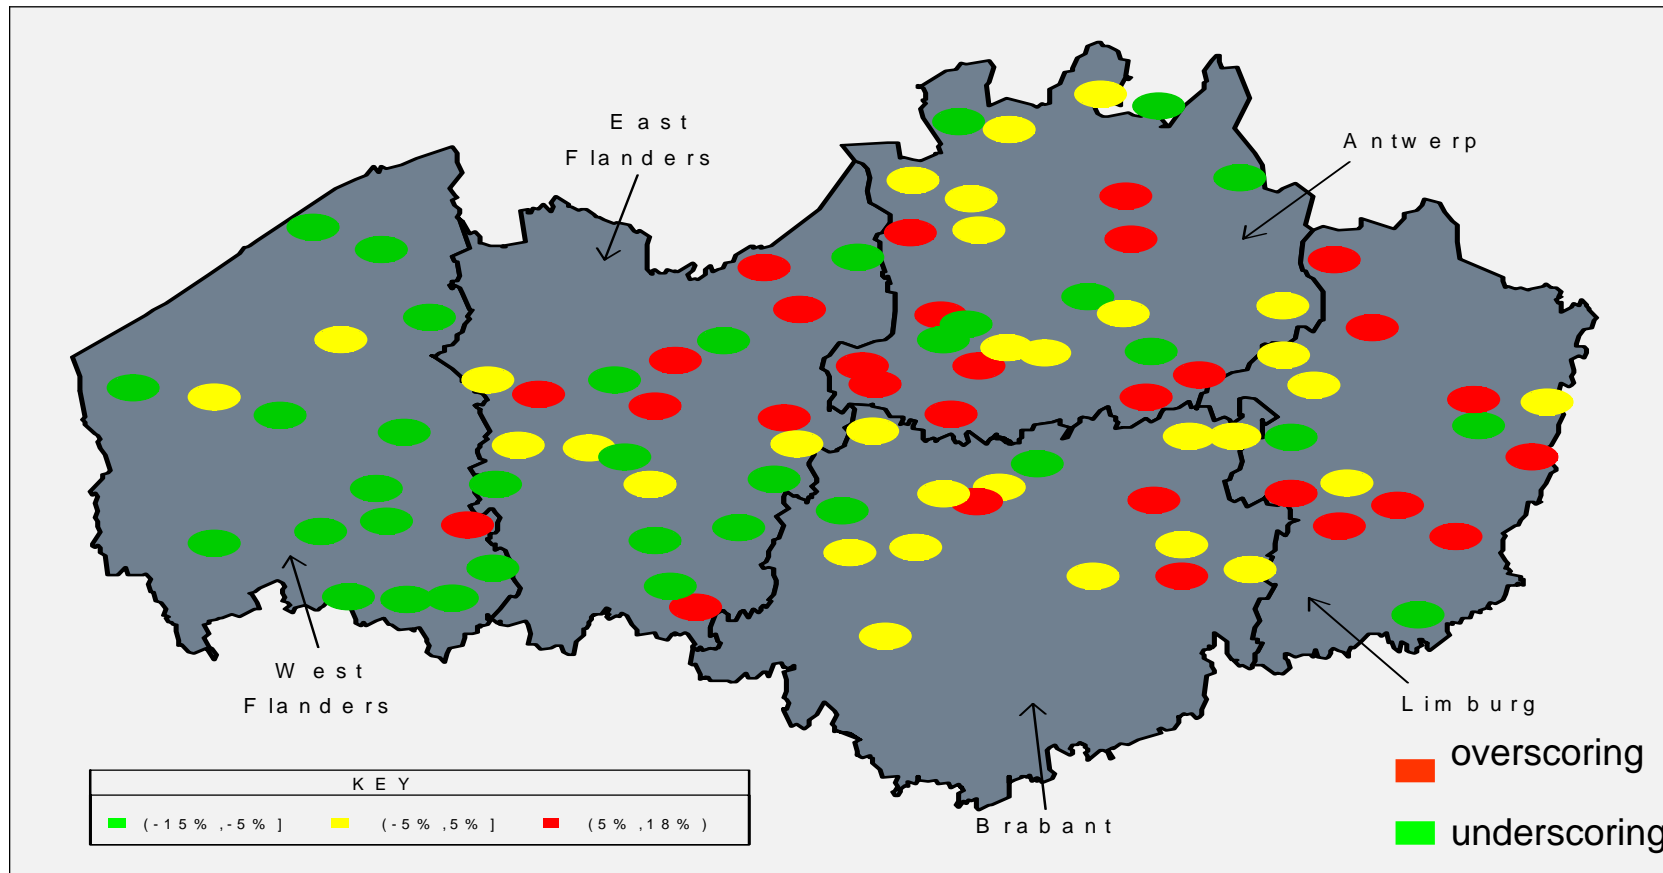 East
Flanders
Antwerp
West
Flanders
Limburg
Brabant
KEY
(-15%,-5%]
(-5%,5%]
(5%,18%)
overscoring
underscoring